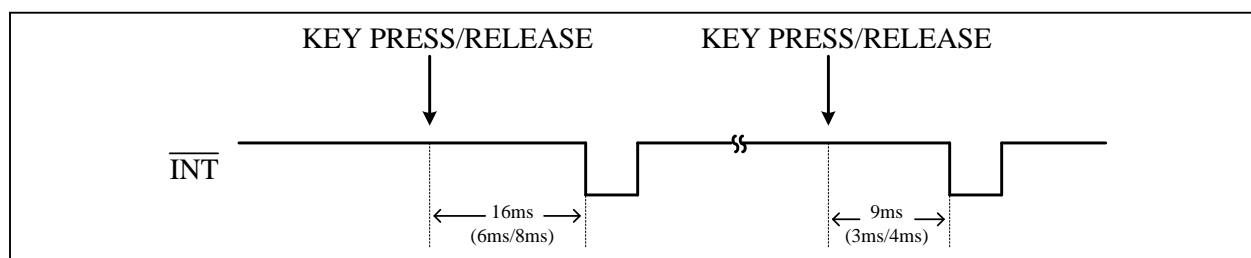 KEY PRESS/RELEASE KEY PRESS/RELEASE
INT
16ms 9ms
(6ms/8ms) (3ms/4ms)